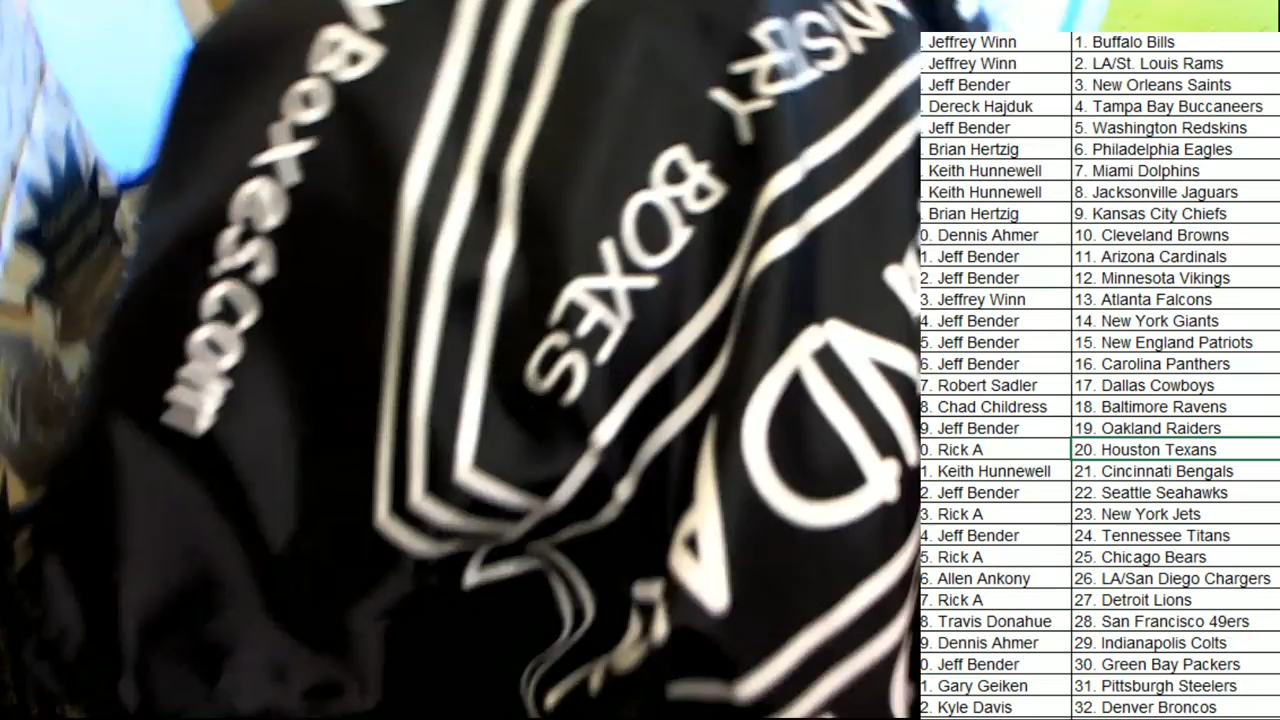 Boxes.com
MYSTERY
BOXES
. Jeffrey Winn 1. Buffalo Bills
. Jeffrey Winn 2. LA/St. Louis Rams
. Jeff Bender 3. New Orleans Saints
. Dereck Hajduk 4. Tampa Bay Buccaneers
. Jeff Bender 5. Washington Redskins
. Brian Hertzig 6. Philadelphia Eagles
. Keith Hunnewell 7. Miami Dolphins
. Keith Hunnewell 8. Jacksonville Jaguars
. Brian Hertzig 9. Kansas City Chiefs
0. Dennis Ahmer 10. Cleveland Browns
1. Jeff Bender 11. Arizona Cardinals
2. Jeff Bender 12. Minnesota Vikings
3. Jeffrey Winn 13. Atlanta Falcons
4. Jeff Bender 14. New York Giants
5. Jeff Bender 15. New England Patriots
6. Jeff Bender 16. Carolina Panthers
7. Robert Sadler 17. Dallas Cowboys
8. Chad Childress 18. Baltimore Ravens
9. Jeff Bender 19. Oakland Raiders
0. Rick A 20. Houston Texans
1. Keith Hunnewell 21. Cincinnati Bengals
2. Jeff Bender 22. Seattle Seahawks
3. Rick A 23. New York Jets
4. Jeff Bender 24. Tennessee Titans
5. Rick A 25. Chicago Bears
6. Allen Ankony 26. LA/San Diego Chargers
7. Rick A 27. Detroit Lions
8. Travis Donahue 28. San Francisco 49ers
9. Dennis Ahmer 29. Indianapolis Colts
0. Jeff Bender 30. Green Bay Packers
1. Gary Geiken 31. Pittsburgh Steelers
2. Kyle Davis 32. Denver Broncos